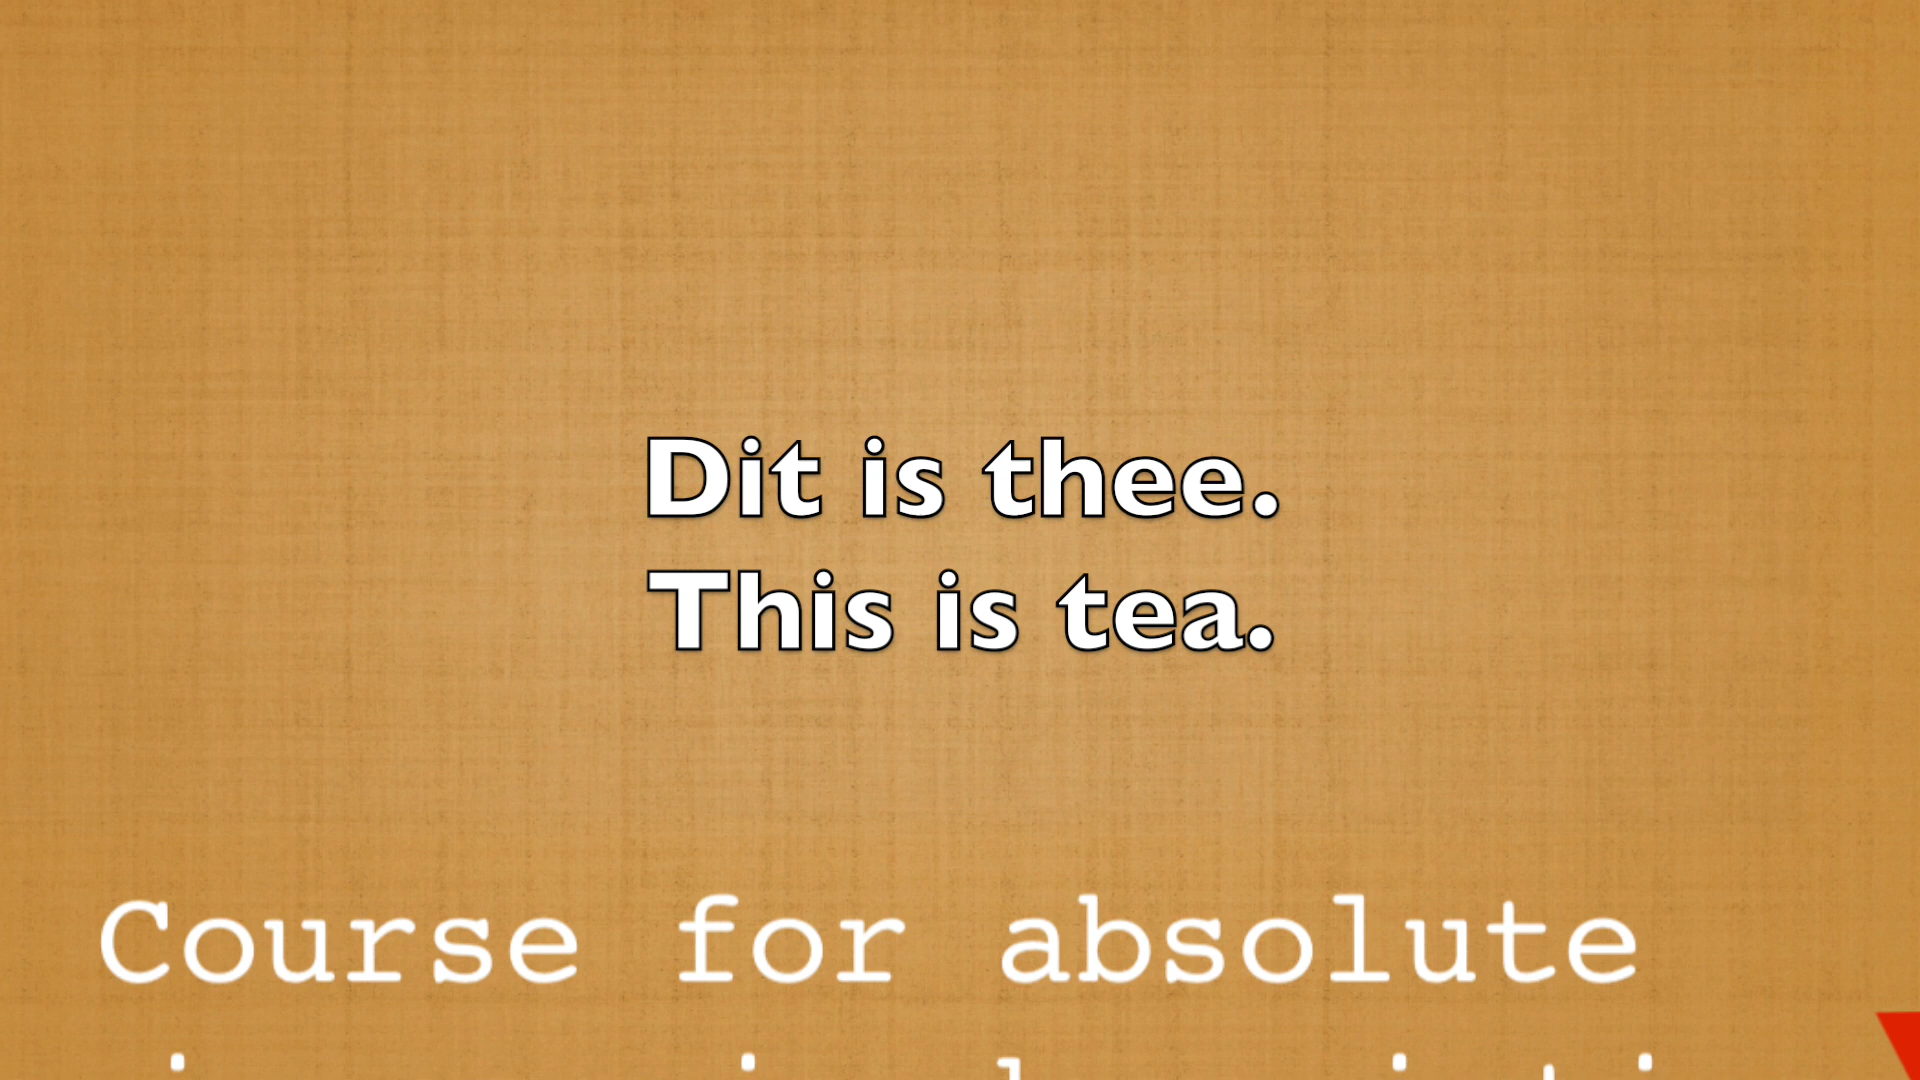 Dit is thee.
This is tea.
Course for absolute